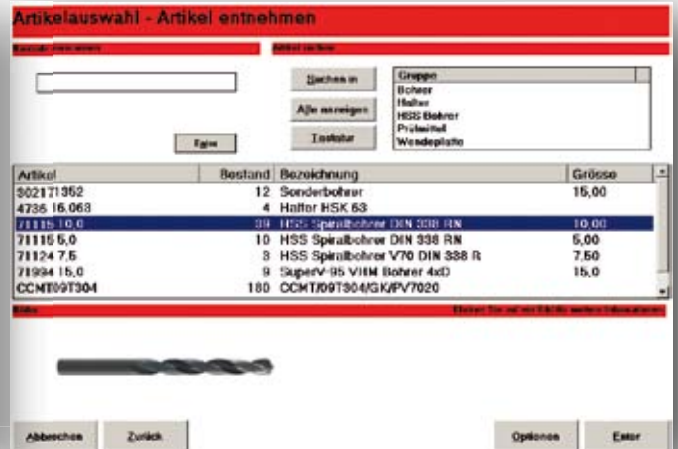 Artikelauswahl - Artikel entnehmen
Artikel suchen
Suchen in
Alle anzeigen
Tastatur
Gruppe
Bohrer
Halter
HSS Bohrer
Prüfmittel
Wendeplatte
Artikel Bestand Bezeichnung Grösse
302171352 12 Sonderbohrer 15,00
4736 16.063 4 Halter HSK 63
71115 10,0 39 HSS Spiralbohrer DIN 338 RN 10,00
71115 5,0 10 HSS Spiralbohrer DIN 338 RN 5,00
71124 7,5 3 HSS Spiralbohrer V70 DIN 338 R 7,50
71994 15,0 9 SuperV-95 VHM Bohrer 4xD 15,0
CCMT09T304 180 CCMT/09T304/GK/PV7020
Abbrechen Zurück Optionen Enter